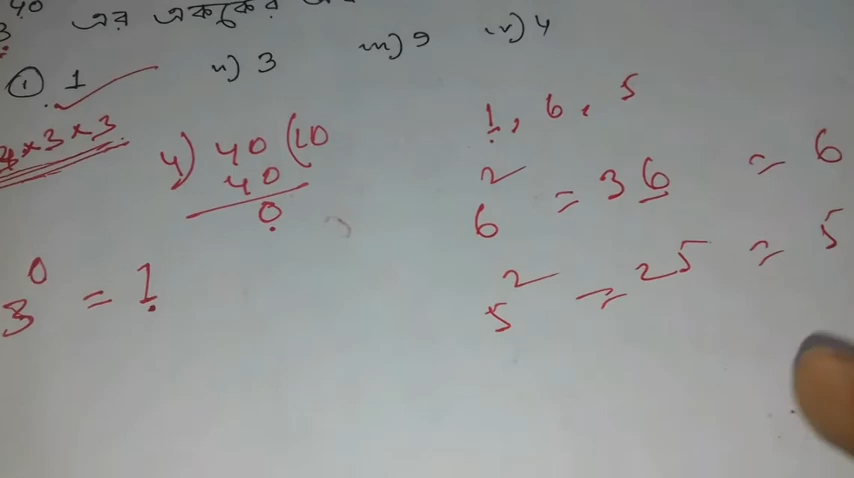 3⁴⁰ এর এককের
i) 1 ii) 3 iii) 9 iv) 4
×3×3×3
4) 40 (10
40
0
3⁰ = 1
1, 6, 5
6² = 36 = 6
5² = 25 = 5